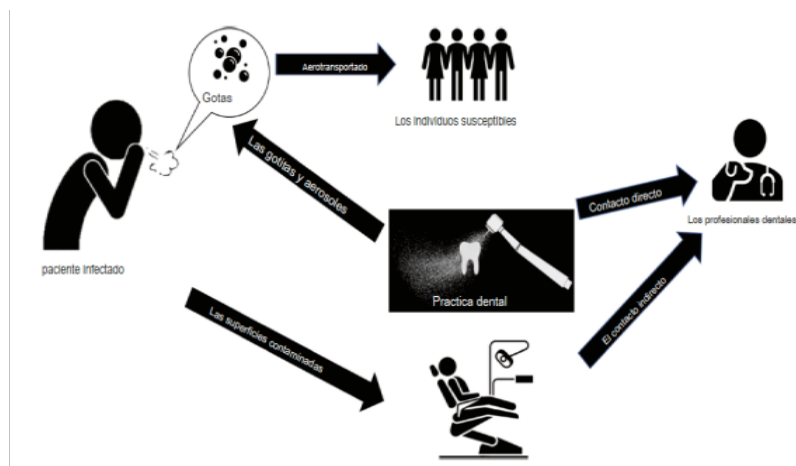 Gotas
Aerotransportado
Los individuos susceptibles
Las gotitas y aerosoles
Contacto directo
Los profesionales dentales
paciente infectado
Practica dental
El contacto indirecto
Las superficies contaminadas